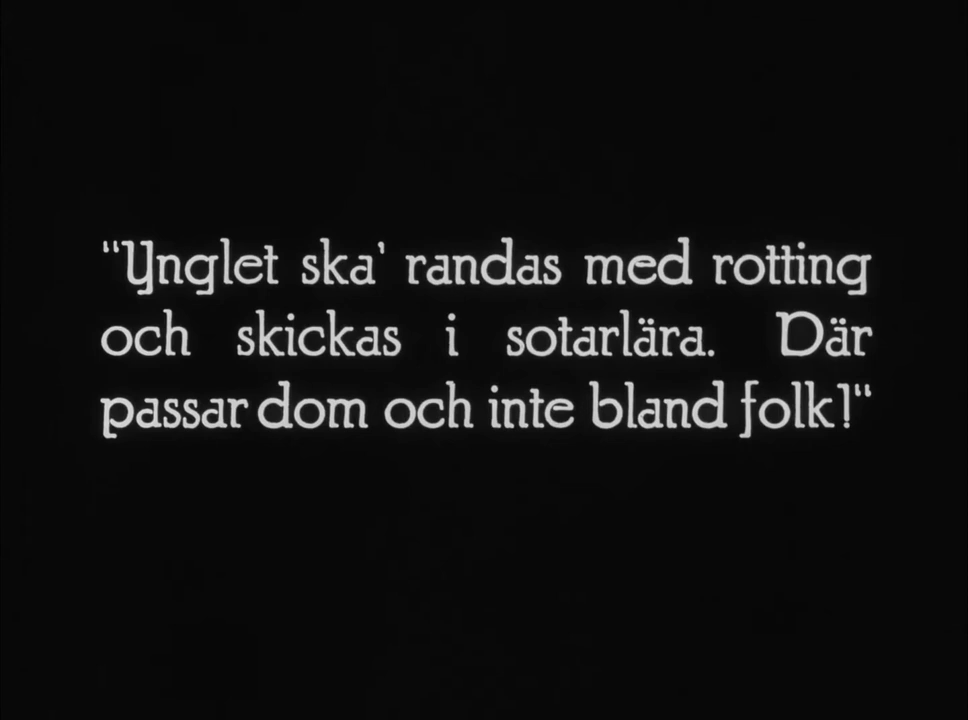 "Ynglet ska' randas med rotting
och skickas i sotarlära. Där
passar dom och inte bland folk!"